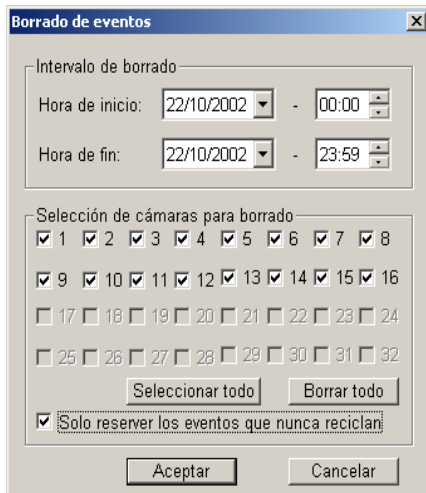 Borrado de eventos
Intervalo de borrado
Hora de inicio: 22/10/2002 - 00:00
Hora de fin: 22/10/2002 - 23:59
Selección de cámaras para borrado
1 2 3 4 5 6 7 8
9 10 11 12 13 14 15 16
17 18 19 20 21 22 23 24
25 26 27 28 29 30 31 32
Seleccionar todo Borrar todo
Solo reserver los eventos que nunca reciclan
Aceptar Cancelar